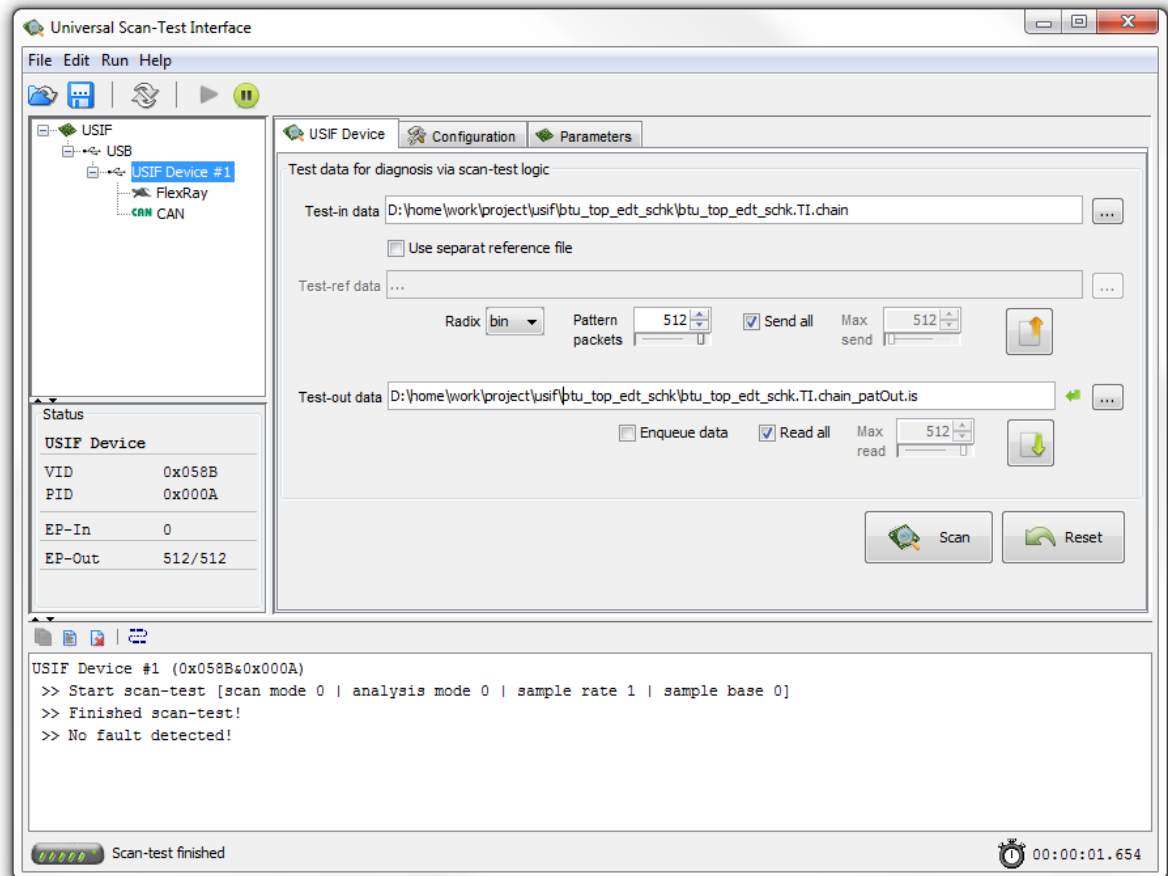 Universal Scan-Test Interface
File Edit Run Help
USIF
USB
USIF Device #1
FlexRay
CAN CAN
USIF Device Configuration Parameters
Test data for diagnosis via scan-test logic
Test-in data D:\home\work\project\usif\btu_top_edt_schk\btu_top_edt_schk.TI.chain ...
Use separat reference file
Test-ref data ... ...
Radix bin Pattern packets 512 Send all Max send 512
Test-out data D:\home\work\project\usif\btu_top_edt_schk\btu_top_edt_schk.TI.chain_patOut.is ...
Enqueue data Read all Max read 512
Scan Reset
Status
USIF Device
VID 0x058B
PID 0x000A
EP-In 0
EP-Out 512/512
USIF Device #1 (0x058B&0x000A)
>> Start scan-test [scan mode 0 | analysis mode 0 | sample rate 1 | sample base 0]
>> Finished scan-test!
>> No fault detected!
Scan-test finished 00:00:01.654